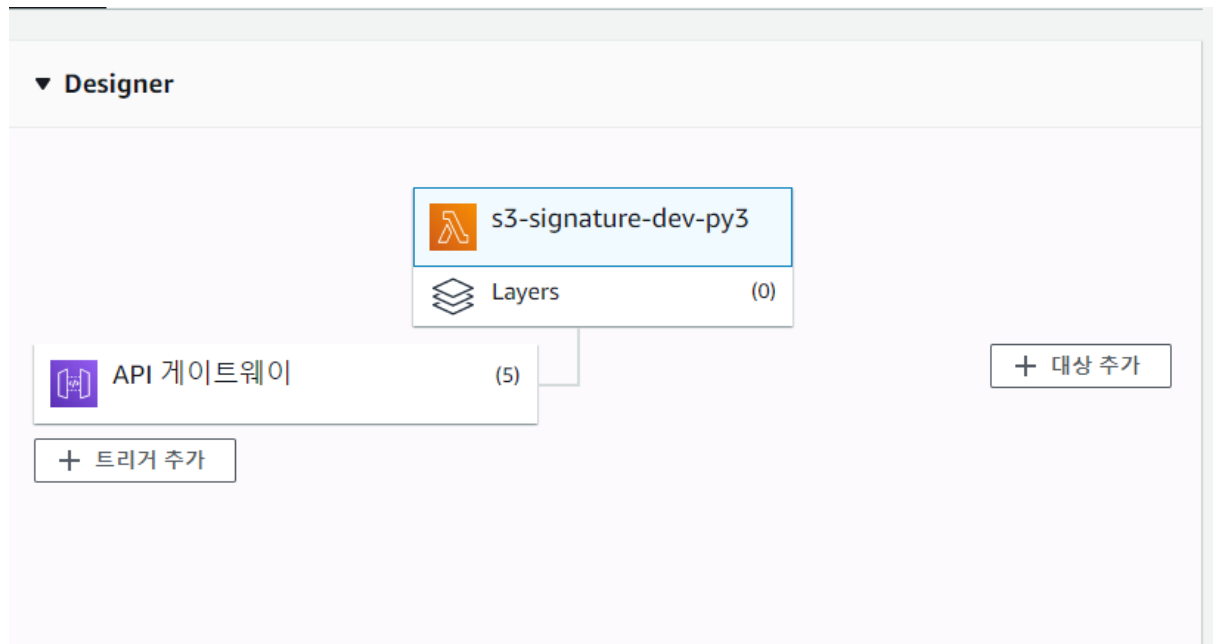 Designer
s3-signature-dev-py3
Layers (0)
API 게이트웨이 (5)
+ 대상 추가
+ 트리거 추가